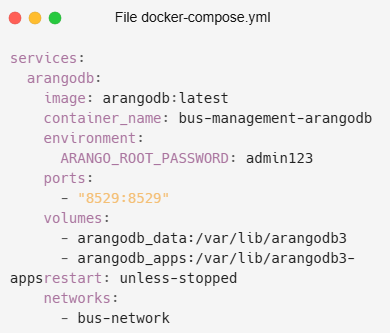 File docker-compose.yml
services:
  arangodb:
    image: arangodb:latest
    container_name: bus-management-arangodb
    environment:
      ARANGO_ROOT_PASSWORD: admin123
    ports:
      - "8529:8529"
    volumes:
      - arangodb_data:/var/lib/arangodb3
      - arangodb_apps:/var/lib/arangodb3-
appsrestart: unless-stopped
    networks:
      - bus-network